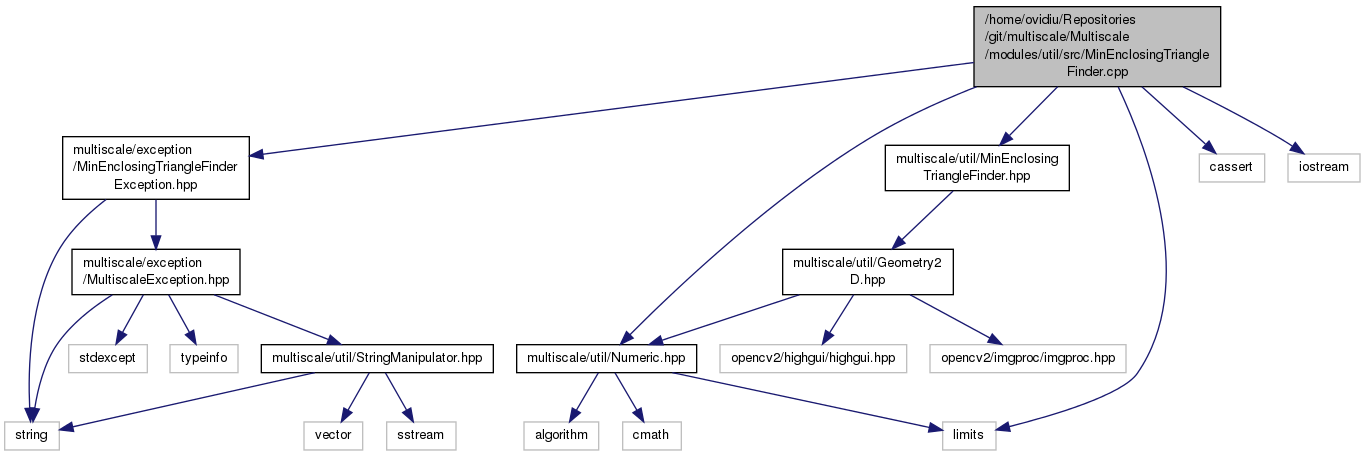 /home/ovidiu/Repositories
/git/multiscale/Multiscale
/modules/util/src/MinEnclosingTriangle
Finder.cpp
multiscale/exception
/MinEnclosingTriangleFinder
Exception.hpp
multiscale/util/MinEnclosing
TriangleFinder.hpp
cassert
iostream
multiscale/exception
/MultiscaleException.hpp
multiscale/util/Geometry2
D.hpp
stdexcept
typeinfo
multiscale/util/StringManipulator.hpp
multiscale/util/Numeric.hpp
opencv2/highgui/highgui.hpp
opencv2/imgproc/imgproc.hpp
string
vector
sstream
algorithm
cmath
limits